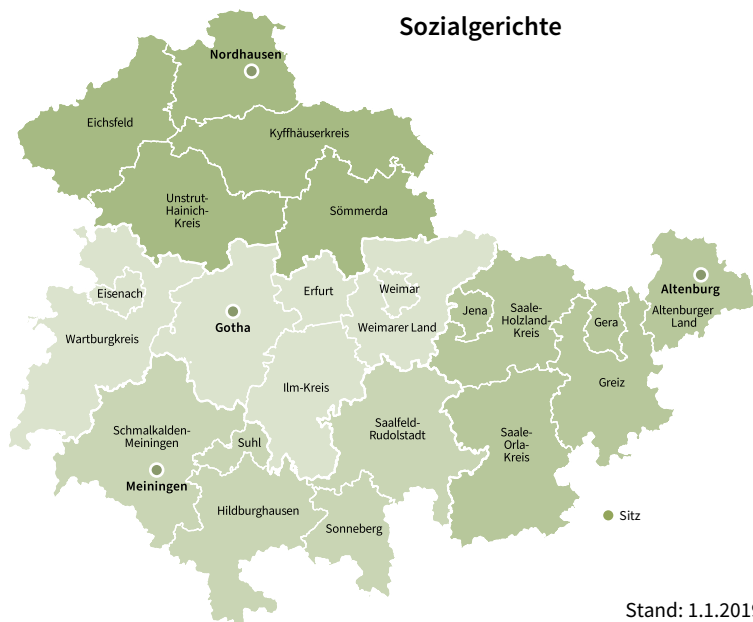 Sozialgerichte
Nordhausen
Eichsfeld
Kyffhäuserkreis
Unstrut-
Hainich-
Kreis
Sömmerda
Eisenach
Erfurt
Weimar
Altenburg
Gotha
Wartburgkreis
Weimarer Land
Jena
Saale-
Holzland-
Kreis
Gera
Altenburger
Land
Ilm-Kreis
Greiz
Schmalkalden-
Meiningen
Suhl
Saalfeld-
Rudolstadt
Saale-
Orla-
Kreis
Meiningen
Hildburghausen
Sonneberg
Sitz
Stand: 1.1.2019